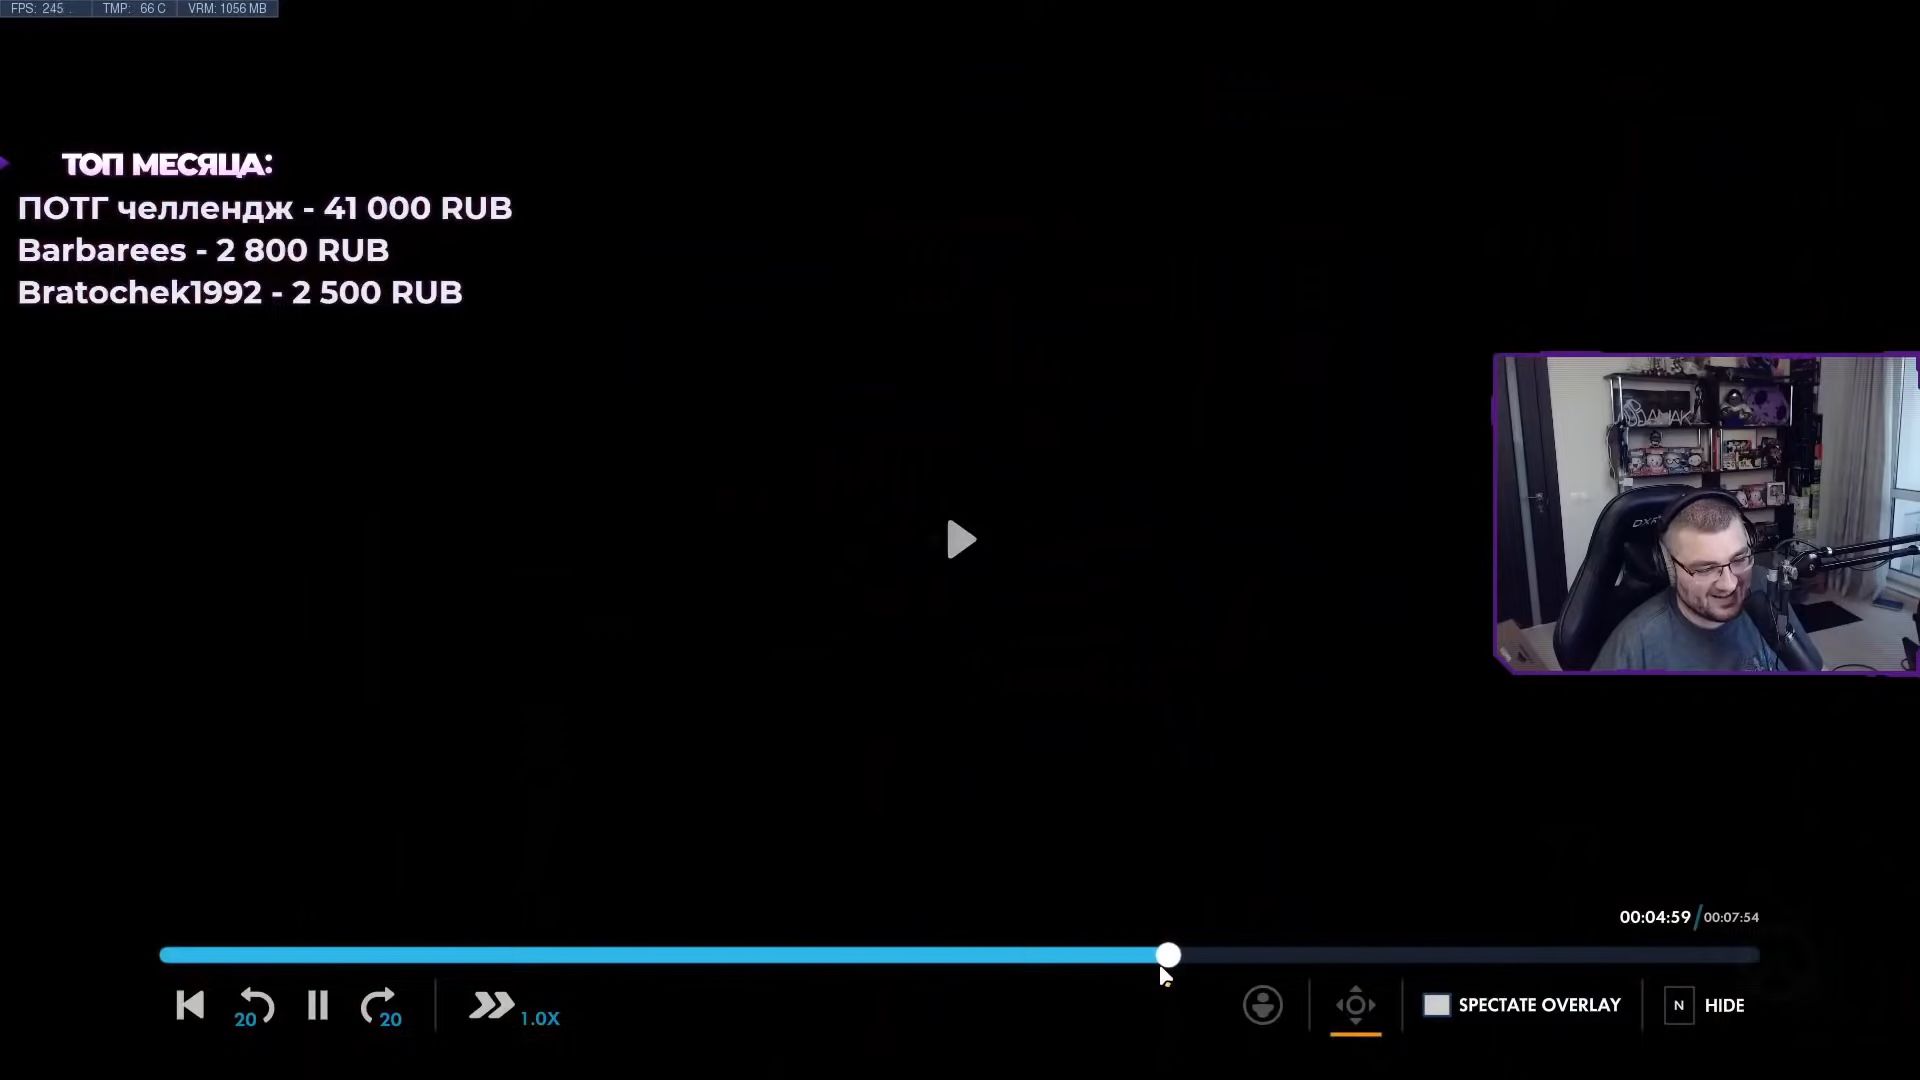 FPS: 245 TMP: 66 C VRM: 1056 MB
ТОП МЕСЯЦА:
ПОТГ челлендж - 41 000 RUB
Barbarees - 2 800 RUB
Bratochek1992 - 2 500 RUB
00:04:59 / 00:07:54
20 20 1.0X SPECTATE OVERLAY N HIDE